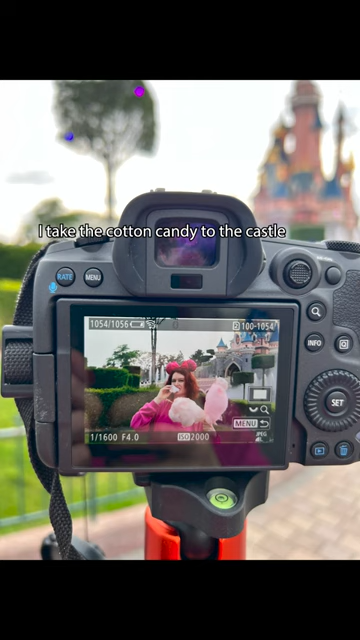 I take the cotton candy to the castle
RATE
MENU
1054/1056
2 100-1054
INFO
MENU
SET
JPEG
1/1600 F4.0 ISO2000